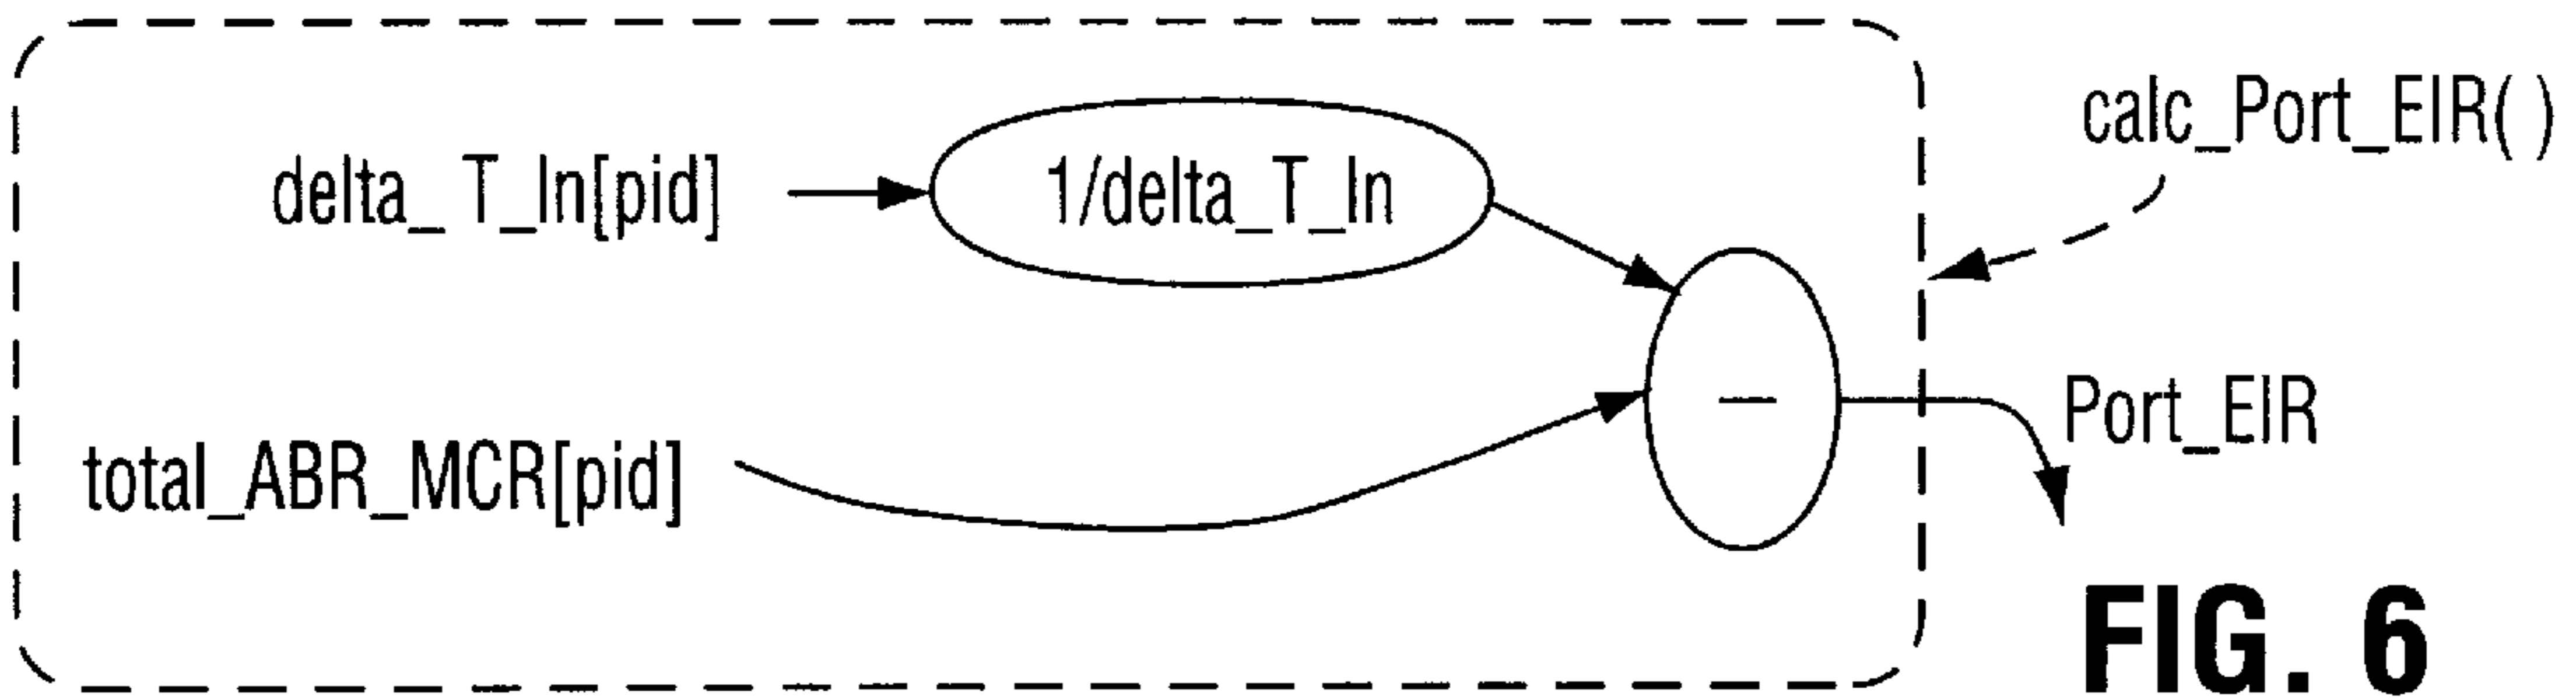 calc_Port_EIR( )
delta_ T_In[pid]
1/delta_T_In
–
Port_EIR
total_ABR_MCR[pid]
FIG. 6